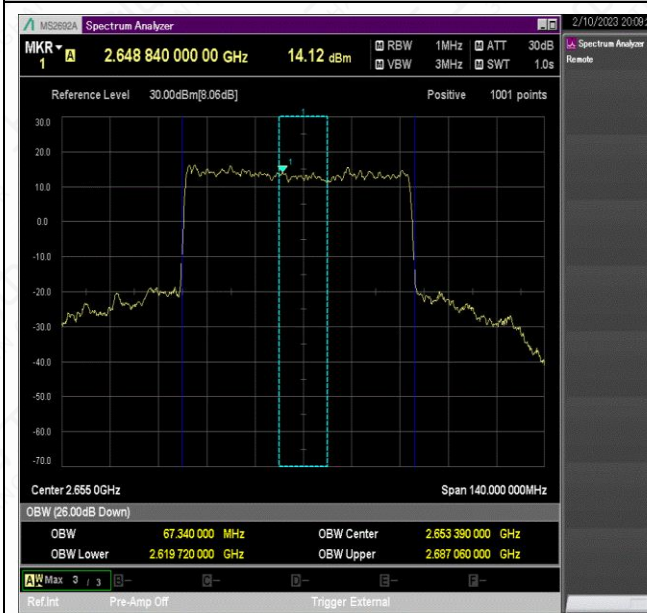 MS2692A Spectrum Analyzer 2/10/2023 20:09:
MKR A 2.648 840 000 00 GHz 14.12 dBm RBW 1MHz ATT 30dB
1 VBW 3MHz SWT 1.0s
Spectrum Analyzer
Remote
Reference Level 30.00dBm[8.06dB] Positive 1001 points
30.0
20.0
1
10.0
0.0
-10.0
-20.0
-30.0
-40.0
-50.0
-60.0
-70.0
Center 2.655 0GHz Span 140.000 000MHz
OBW (26.00dB Down)
OBW 67.340 000 MHz OBW Center 2.653 390 000 GHz
OBW Lower 2.619 720 000 GHz OBW Upper 2.687 060 000 GHz
A W Max 3 / 3 B- C- D- E- F-
Ref.Int Pre-Amp Off Trigger External